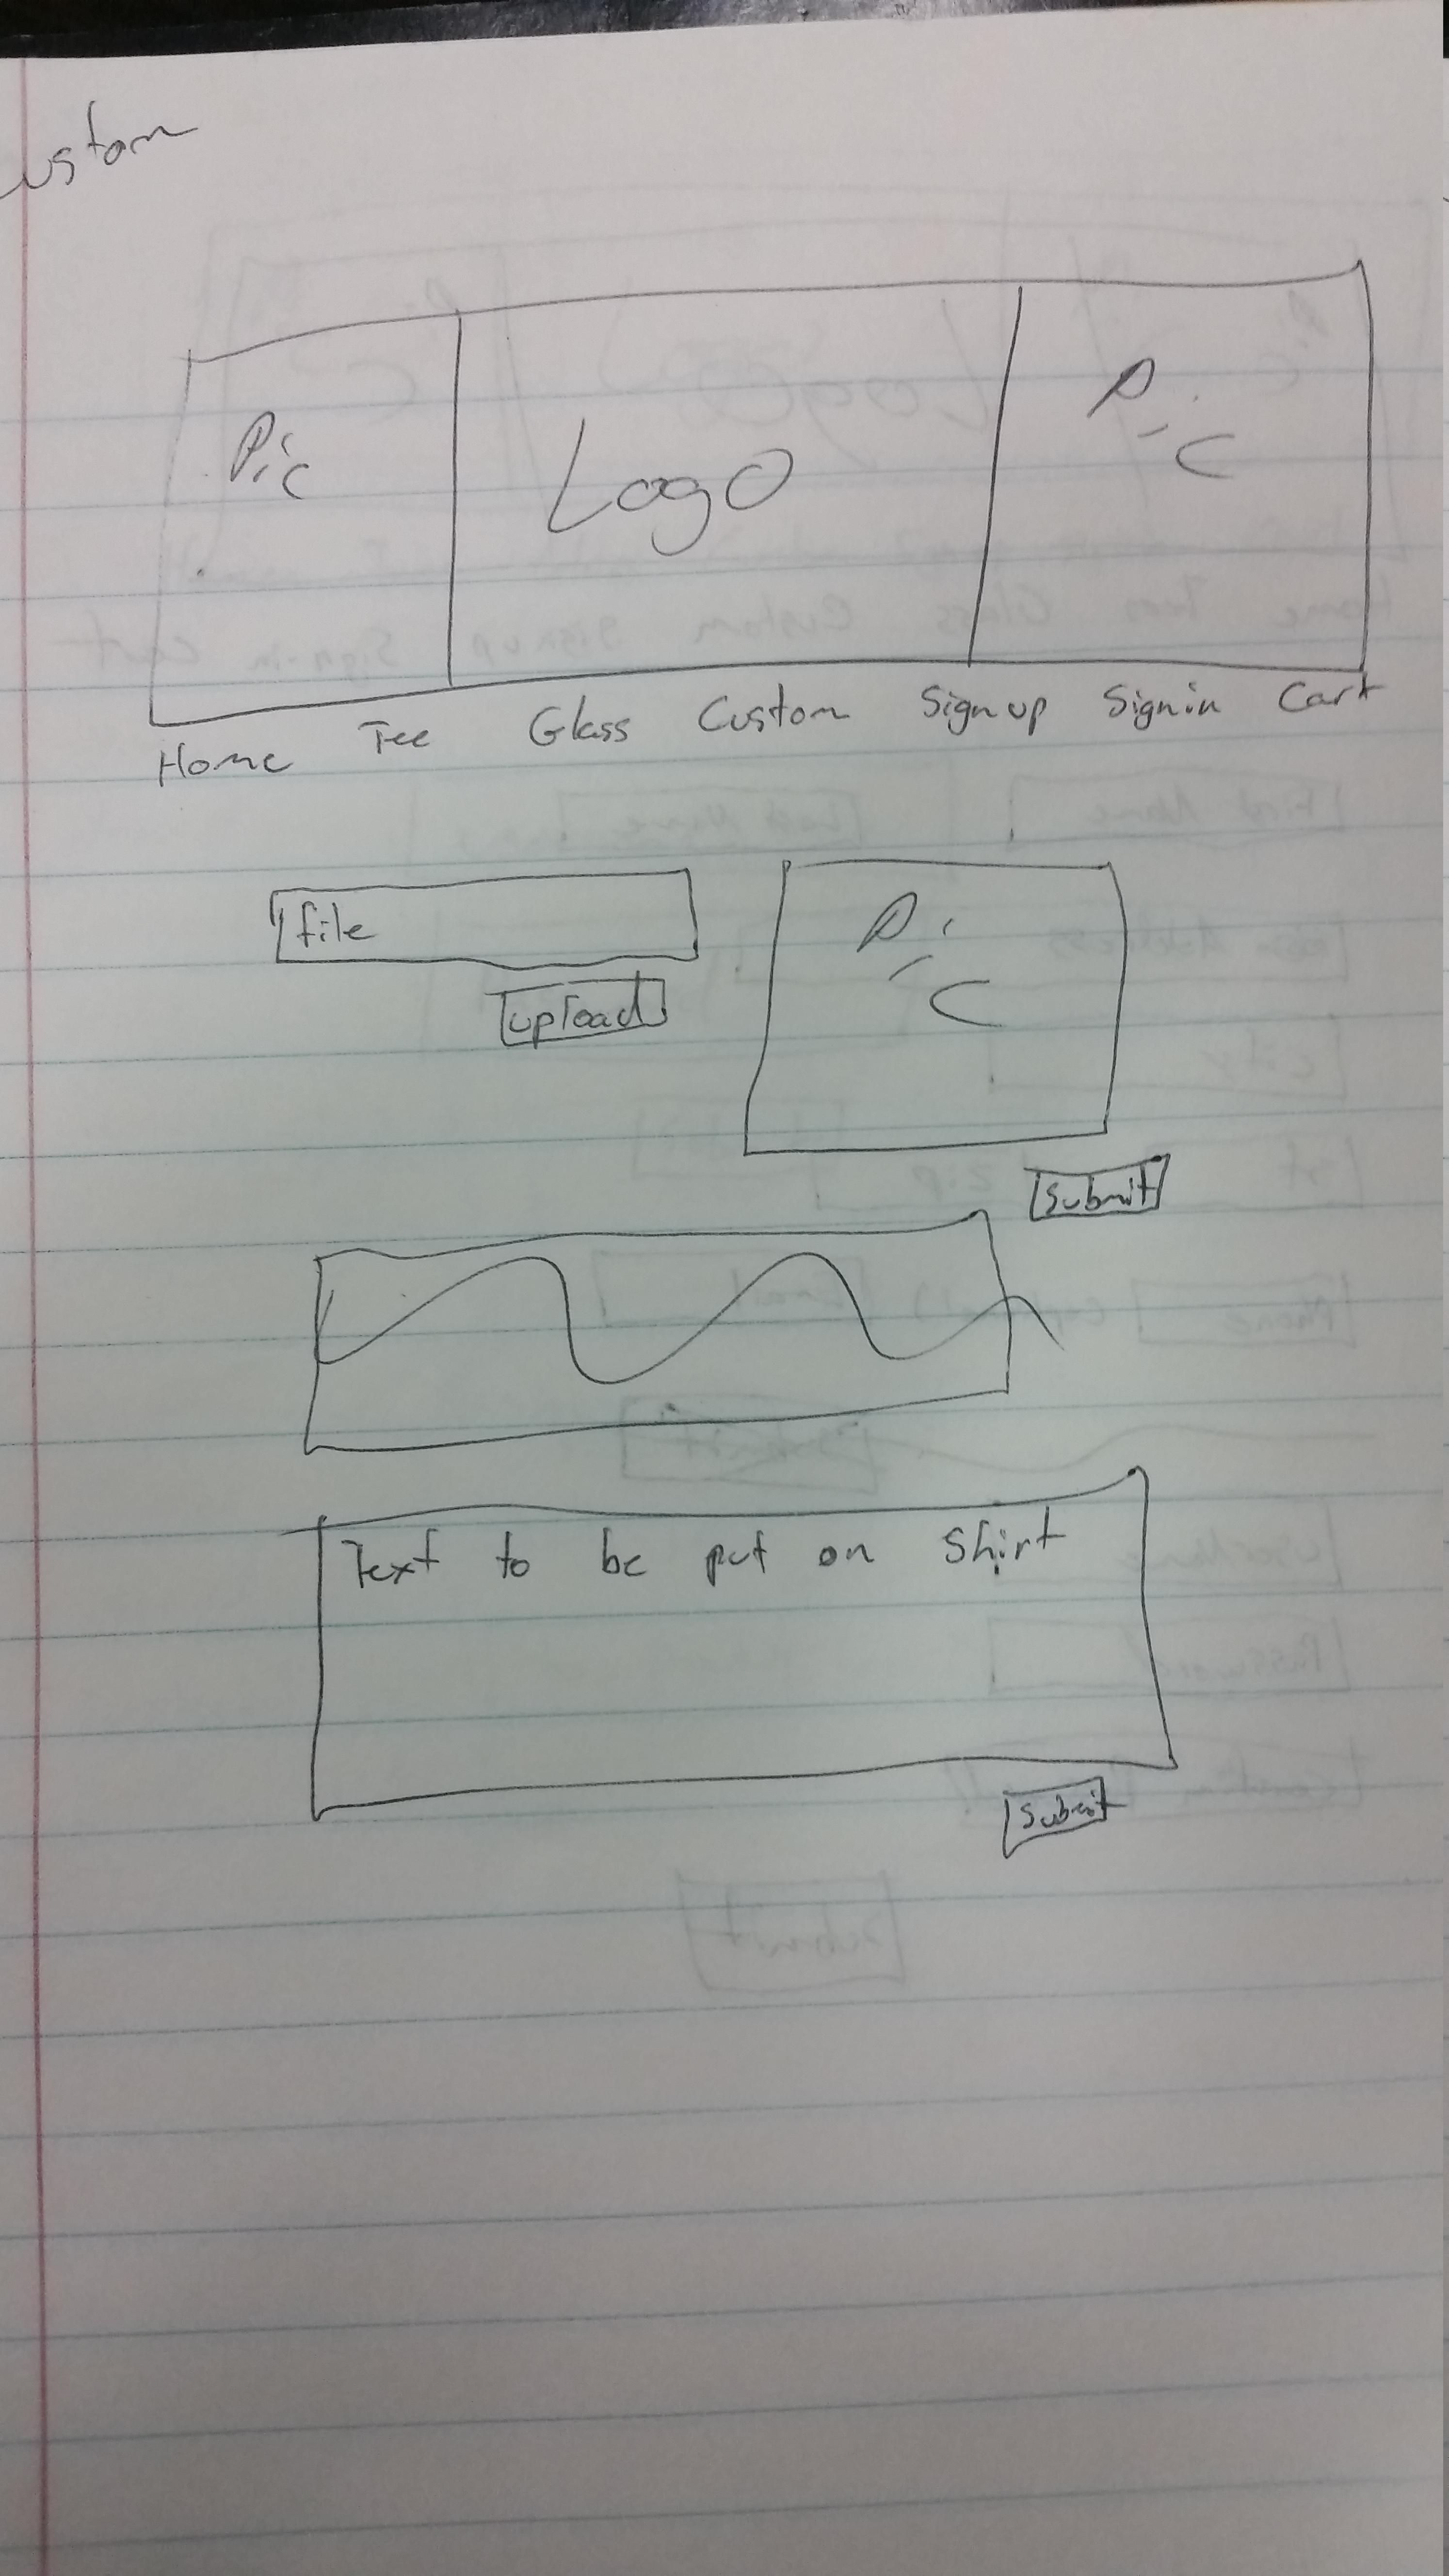 Custom
Pic Logo Pic
Home Tee Glass Custom Signup Signin Cart
file
Pic
upload
Submit
Text to be put on Shirt
Submit